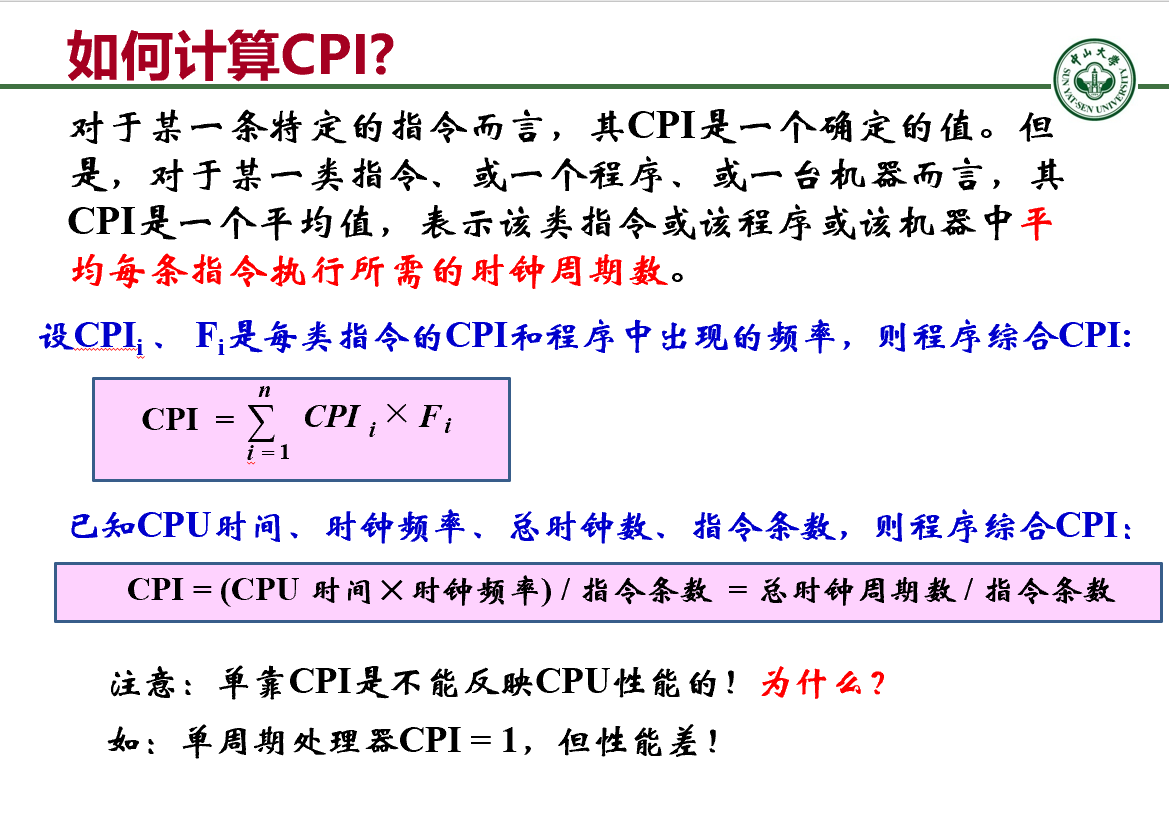 如何计算CPI?
中山大学
SUN YAT-SEN UNIVERSITY
对于某一条特定的指令而言，其CPI是一个确定的值。但
是，对于某一类指令、或一个程序、或一台机器而言，其
CPI是一个平均值，表示该类指令或该程序或该机器中平
均每条指令执行所需的时钟周期数。
设CPIi 、 Fi是每类指令的CPI和程序中出现的频率，则程序综合CPI:
CPI = ∑ i=1 n CPI i × F i
已知CPU时间、时钟频率、总时钟数、指令条数，则程序综合CPI：
CPI = (CPU 时间×时钟频率) / 指令条数 = 总时钟周期数 / 指令条数
注意：单靠CPI是不能反映CPU性能的！为什么？
如：单周期处理器CPI = 1，但性能差！